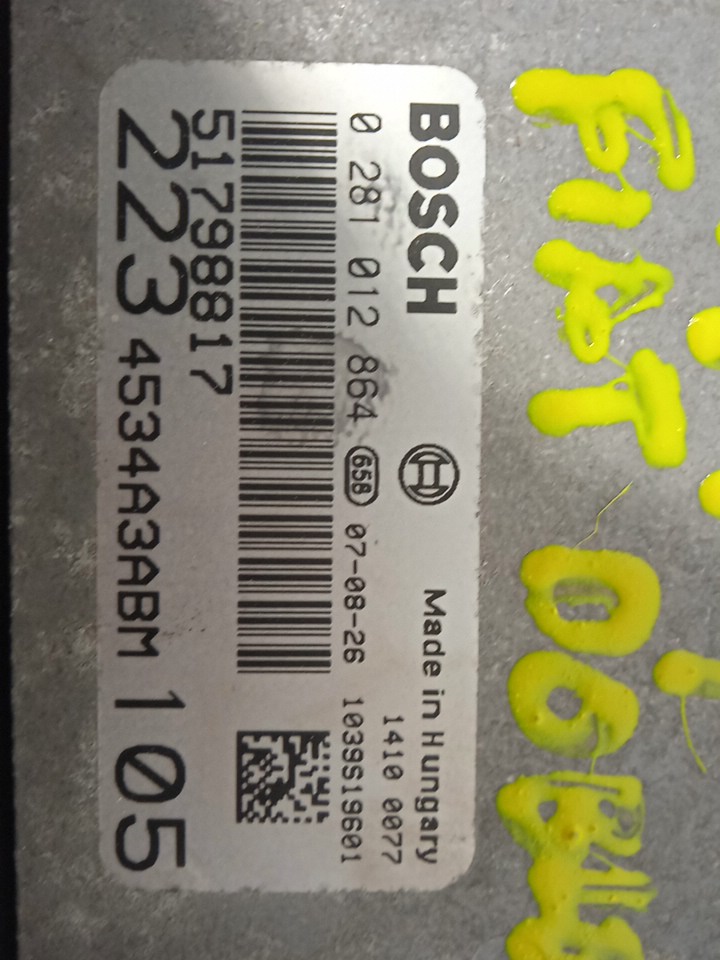 BOSCH
Made in Hungary
1410 0077
0 281 012 864 658 07-08-26 1039S19601
51798817
223 4534A3ABM 105
FIAT